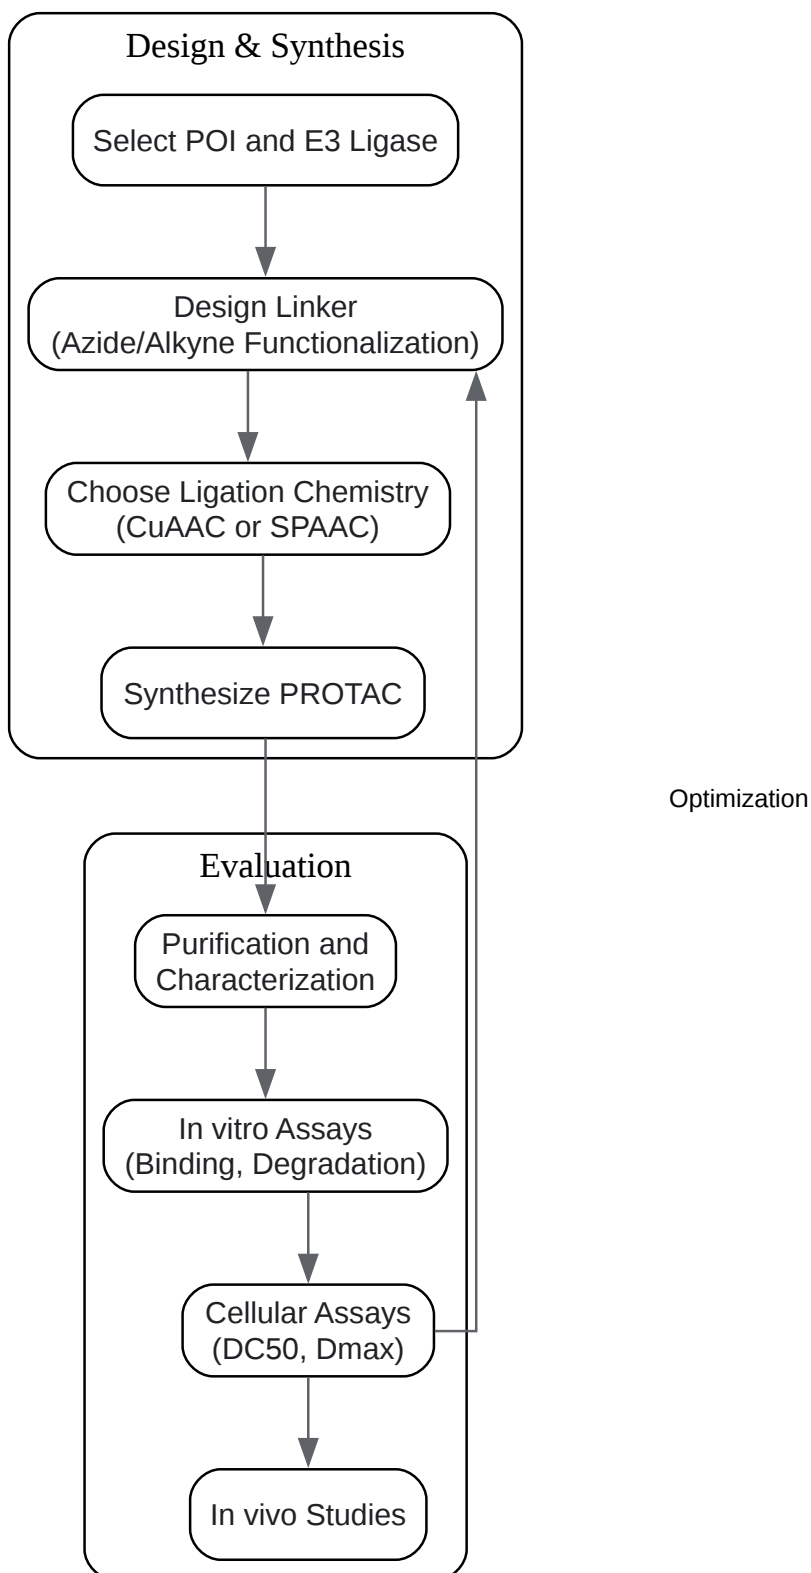 Design & Synthesis
Select POI and E3 Ligase
Design Linker
(Azide/Alkyne Functionalization)
Choose Ligation Chemistry
(CuAAC or SPAAC)
Synthesize PROTAC
Optimization
Evaluation
Purification and
Characterization
In vitro Assays
(Binding, Degradation)
Cellular Assays
(DC50, Dmax)
In vivo Studies